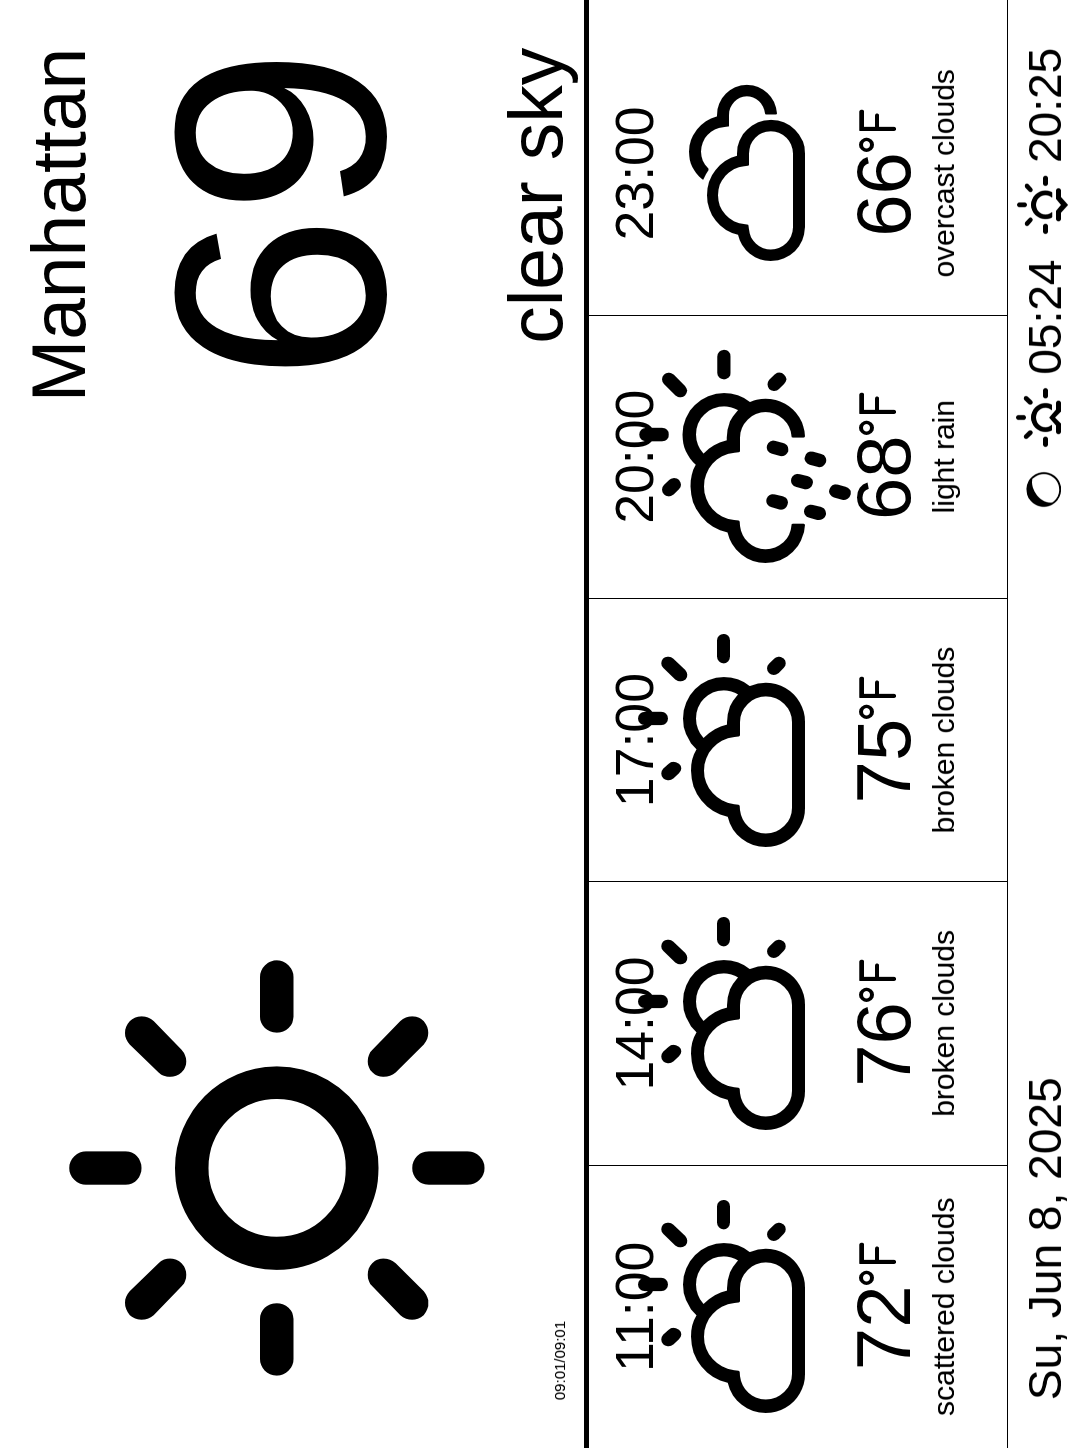 Manhattan
69
clear sky
09:01/09:01
11:00 14:00 17:00 20:00 23:00
72°F 76°F 75°F 68°F 66°F
scattered clouds broken clouds broken clouds light rain overcast clouds
Su, Jun 8, 2025 05:24 20:25